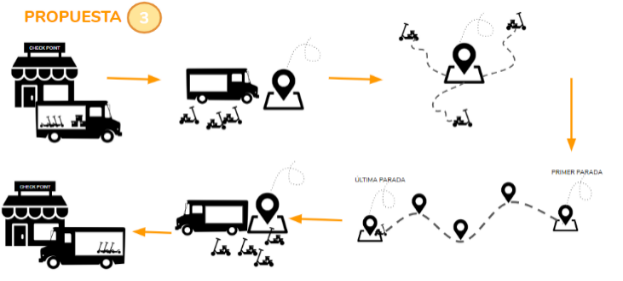 PROPUESTA 3
CHECK POINT
PRIMER PARADA
ÚLTIMA PARADA
CHECK POINT